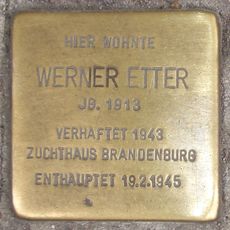 HIER WOHNTE
WERNER ETTER
JG. 1913
VERHAFTET 1943
ZUCHTHAUS BRANDENBURG
ENTHAUPTET 19.2.1945